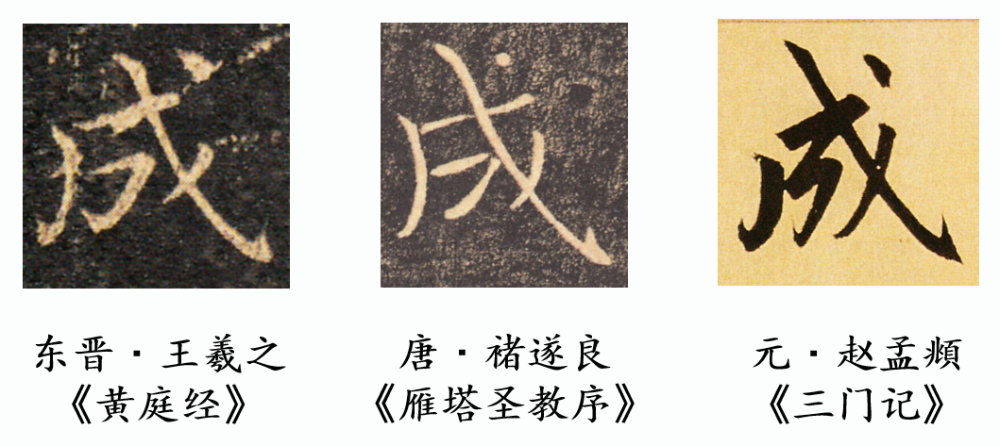 成 成 成
东晋·王羲之 唐·褚遂良 元·赵孟頫
《黄庭经》 《雁塔圣教序》 《三门记》